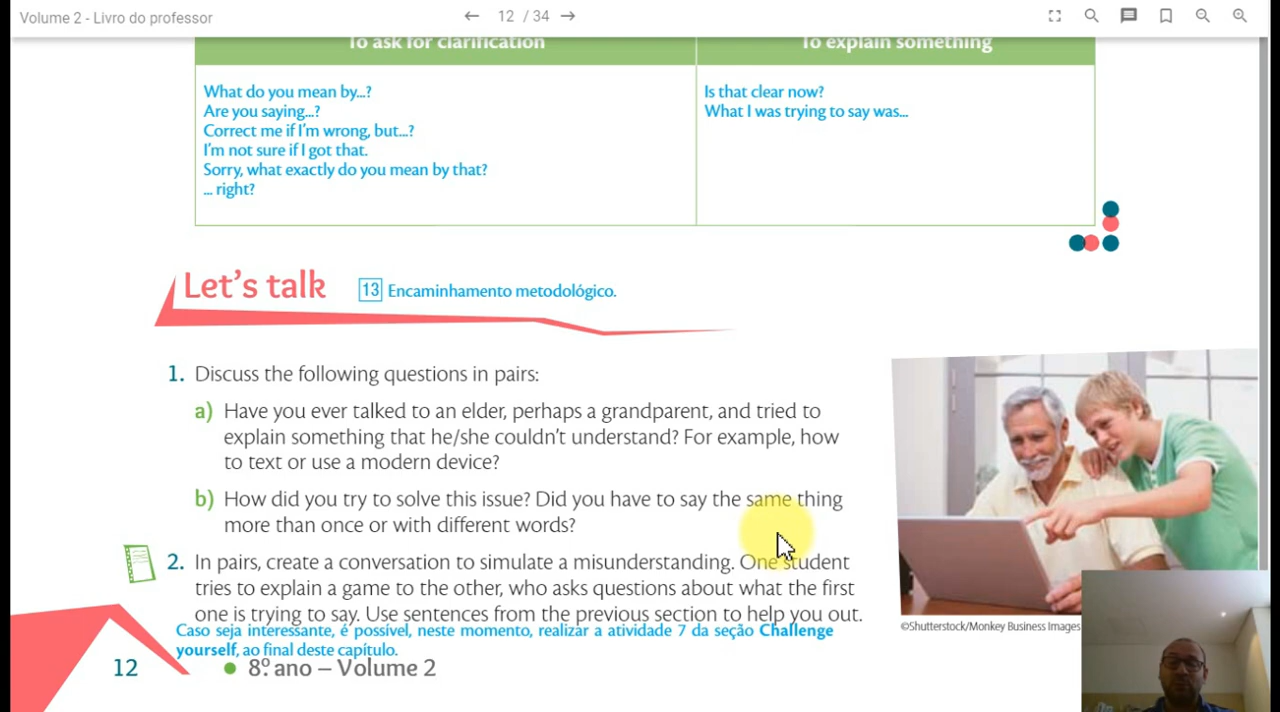 Volume 2 - Livro do professor
12 / 34
To ask for clarification
To explain something
What do you mean by...?
Are you saying...?
Correct me if I'm wrong, but...?
I'm not sure if I got that.
Sorry, what exactly do you mean by that?
... right?
Is that clear now?
What I was trying to say was...
Let's talk
13 Encaminhamento metodológico.
1. Discuss the following questions in pairs:
a) Have you ever talked to an elder, perhaps a grandparent, and tried to
explain something that he/she couldn't understand? For example, how
to text or use a modern device?
b) How did you try to solve this issue? Did you have to say the same thing
more than once or with different words?
2. In pairs, create a conversation to simulate a misunderstanding. One student
tries to explain a game to the other, who asks questions about what the first
one is trying to say. Use sentences from the previous section to help you out.
©Shutterstock/Monkey Business Images
Caso seja interessante, é possível, neste momento, realizar a atividade 7 da seção Challenge
yourself, ao final deste capítulo.
12
8º. ano – Volume 2